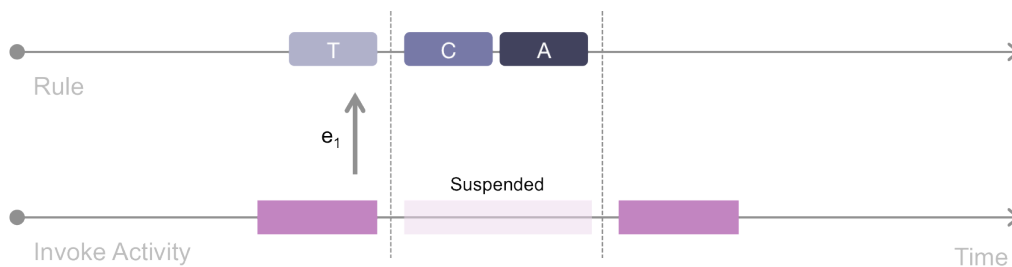 T
C
A
Rule
e₁
Suspended
Invoke Activity
Time